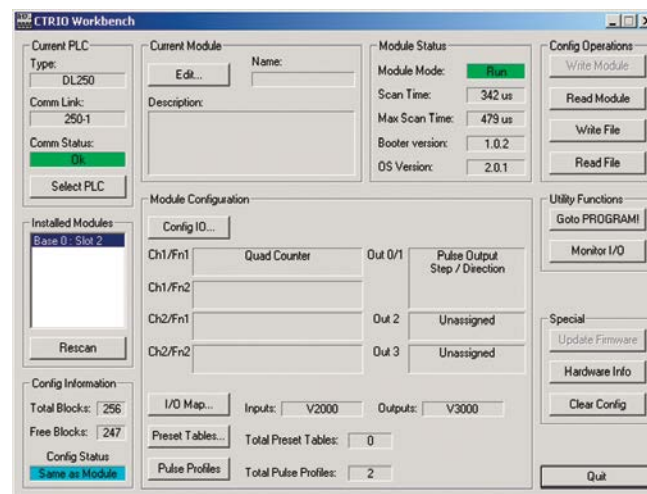 CTRIO Workbench
Current PLC
Type:
DL250
Comm Link:
250-1
Comm Status:
Ok
Select PLC
Installed Modules
Base 0 : Slot 2
Rescan
Config Information
Total Blocks: 256
Free Blocks: 247
Config Status
Same as Module
Current Module
Edit...
Name:
Description:
Module Status
Module Mode: Run
Scan Time: 342 us
Max Scan Time: 479 us
Booter version: 1.0.2
OS Version: 2.0.1
Module Configuration
Config IO...
Ch1/Fn1 Quad Counter
Ch1/Fn2
Ch2/Fn1
Ch2/Fn2
Out 0/1 Pulse Output
Step / Direction
Out 2 Unassigned
Out 3 Unassigned
I/O Map... Inputs: V2000 Outputs: V3000
Preset Tables... Total Preset Tables: 0
Pulse Profiles Total Pulse Profiles: 2
Config Operations
Write Module
Read Module
Write File
Read File
Utility Functions
Goto PROGRAM!
Monitor I/O
Special
Update Firmware
Hardware Info
Clear Config
Quit